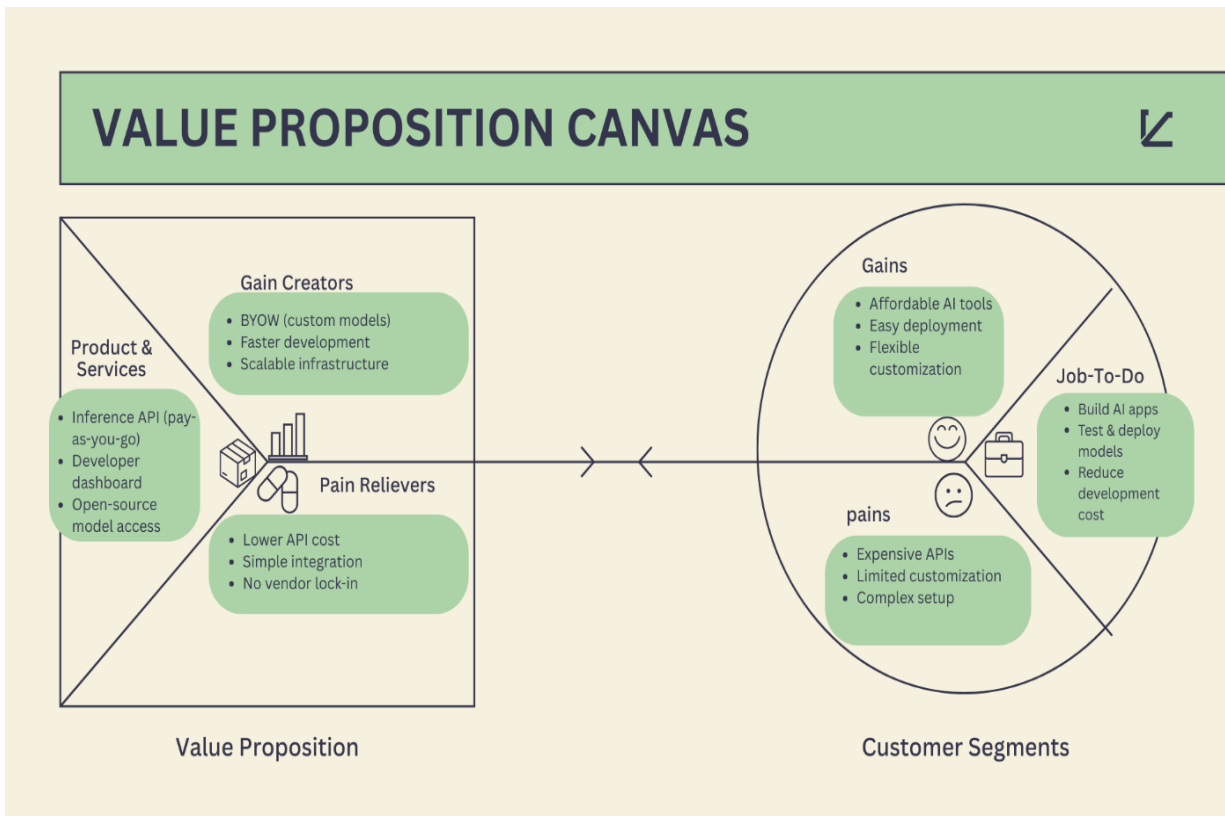 VALUE PROPOSITION CANVAS
Gain Creators
• BYOW (custom models)
• Faster development
• Scalable infrastructure
Product &
Services
• Inference API (pay-
as-you-go)
• Developer
dashboard
• Open-source
model access
Pain Relievers
• Lower API cost
• Simple integration
• No vendor lock-in
Value Proposition
Gains
• Affordable AI tools
• Easy deployment
• Flexible
customization
Job-To-Do
• Build AI apps
• Test & deploy
models
• Reduce
development
cost
pains
• Expensive APIs
• Limited customization
• Complex setup
Customer Segments